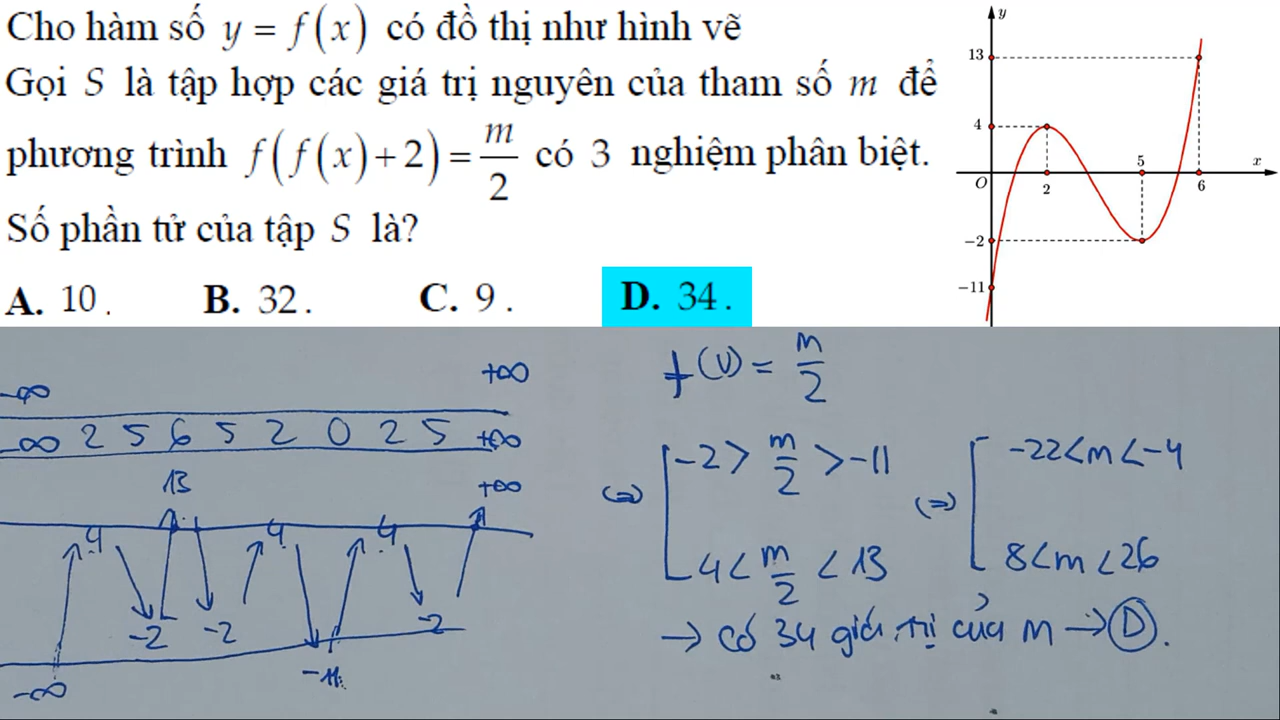 Cho hàm số y = f(x) có đồ thị như hình vẽ
Gọi S là tập hợp các giá trị nguyên của tham số m để
phương trình f(f(x)+2) = m/2 có 3 nghiệm phân biệt.
Số phần tử của tập S là?
A. 10.
B. 32.
C. 9.
D. 34.
y
13
4
O
2
5
6
x
-2
-11
-∞ +∞
-∞ 2 5 6 5 2 0 2 5 +∞
13 +∞
4 4 4
-2 -2 -2
-∞ -11
f(u) = m/2
⇔ [ -2 > m/2 > -11 ⇔ [ -22 < m < -4
4 < m/2 < 13 8 < m < 26
→ có 34 giá trị của m → D.